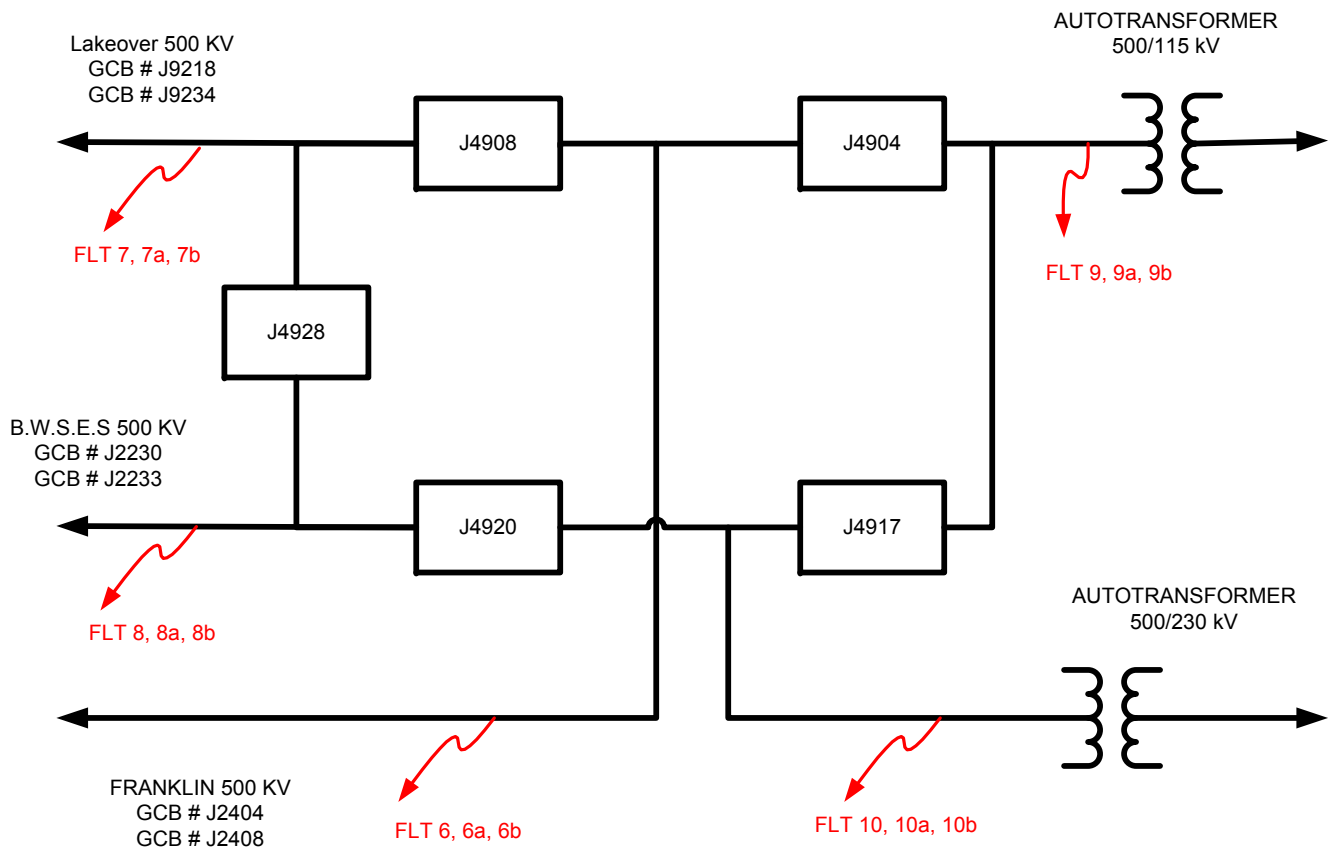 AUTOTRANSFORMER
500/115 kV
Lakeover 500 KV
GCB # J9218
GCB # J9234
J4908
J4904
FLT 7, 7a, 7b
FLT 9, 9a, 9b
J4928
B.W.S.E.S 500 KV
GCB # J2230
GCB # J2233
J4920
J4917
AUTOTRANSFORMER
500/230 kV
FLT 8, 8a, 8b
FRANKLIN 500 KV
GCB # J2404
GCB # J2408
FLT 6, 6a, 6b
FLT 10, 10a, 10b